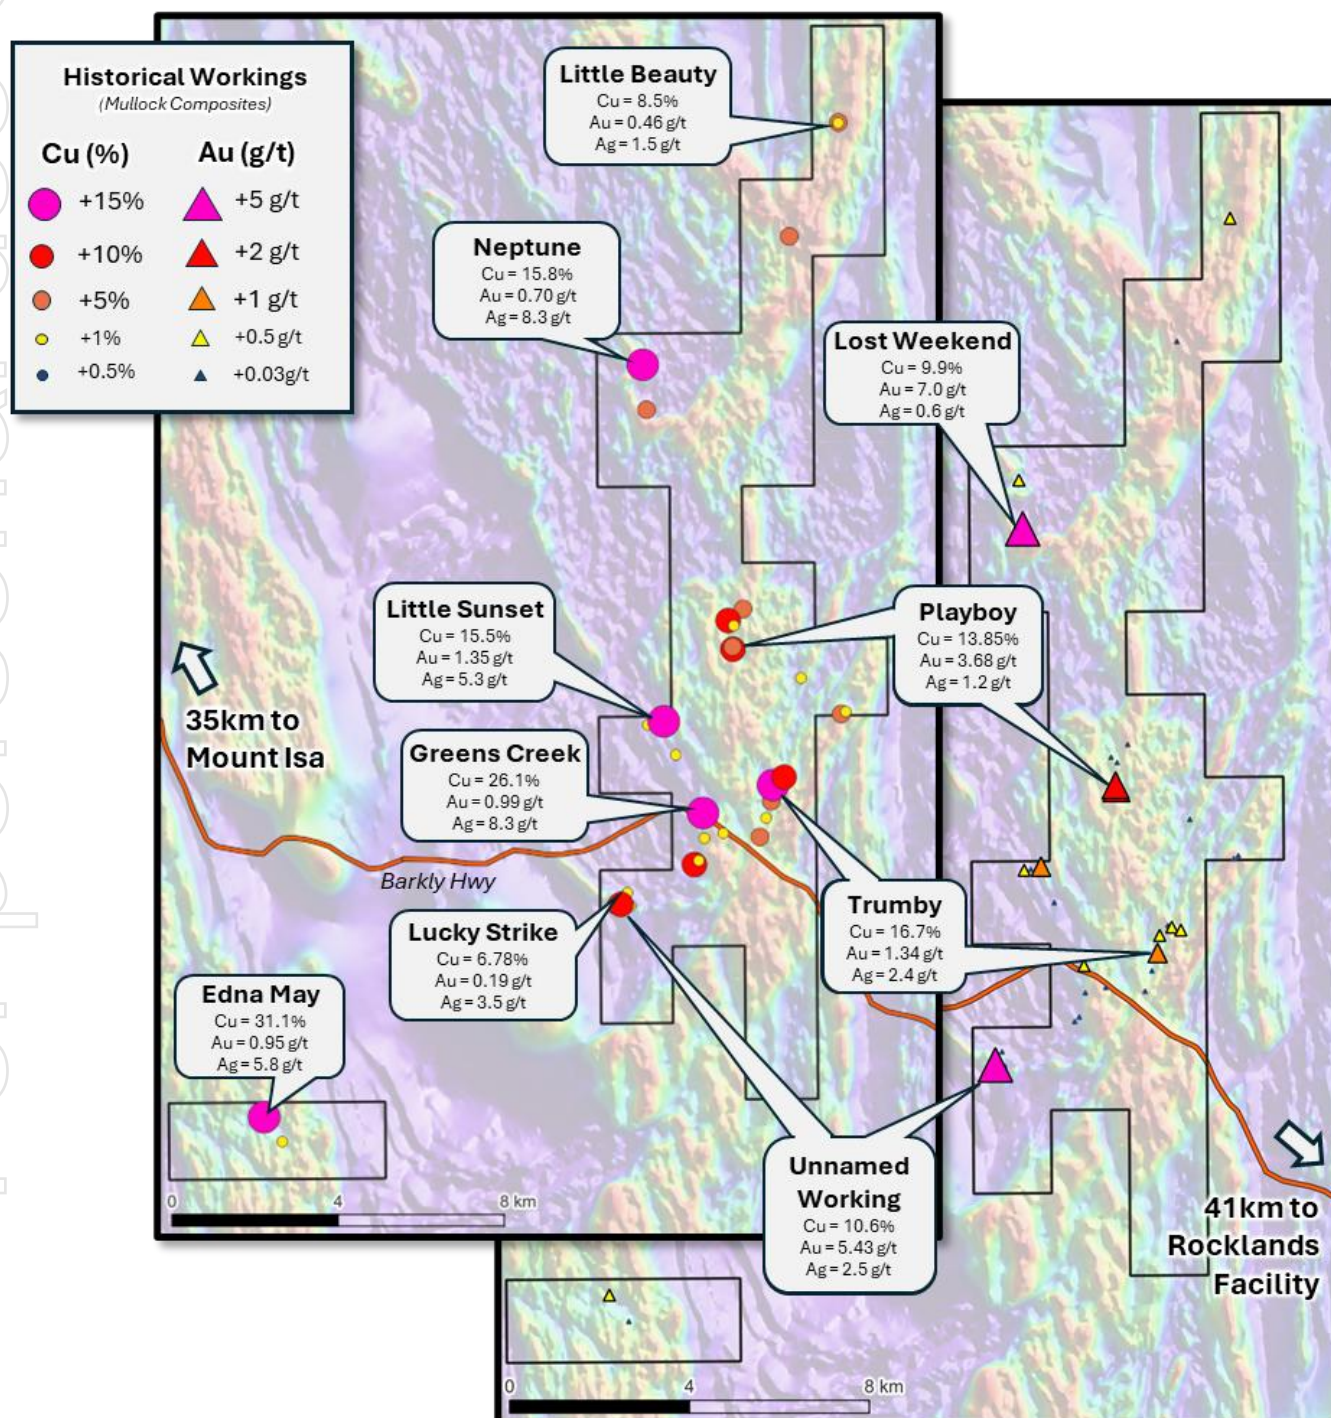 Historical Workings
(Mullock Composites)
Cu (%) Au (g/t)
+15% +5 g/t
+10% +2 g/t
+5% +1 g/t
+1% +0.5 g/t
+0.5% +0.03g/t
Little Beauty
Cu = 8.5%
Au = 0.46 g/t
Ag = 1.5 g/t
Neptune
Cu = 15.8%
Au = 0.70 g/t
Ag = 8.3 g/t
Lost Weekend
Cu = 9.9%
Au = 7.0 g/t
Ag = 0.6 g/t
Little Sunset
Cu = 15.5%
Au = 1.35 g/t
Ag = 5.3 g/t
Playboy
Cu = 13.85%
Au = 3.68 g/t
Ag = 1.2 g/t
35km to
Mount Isa
Greens Creek
Cu = 26.1%
Au = 0.99 g/t
Ag = 8.3 g/t
Barkly Hwy
Trumby
Cu = 16.7%
Au = 1.34 g/t
Ag = 2.4 g/t
Lucky Strike
Cu = 6.78%
Au = 0.19 g/t
Ag = 3.5 g/t
Edna May
Cu = 31.1%
Au = 0.95 g/t
Ag = 5.8 g/t
Unnamed
Working
Cu = 10.6%
Au = 5.43 g/t
Ag = 2.5 g/t
0 4 8 km
41km to
Rocklands
Facility
0 4 8 km